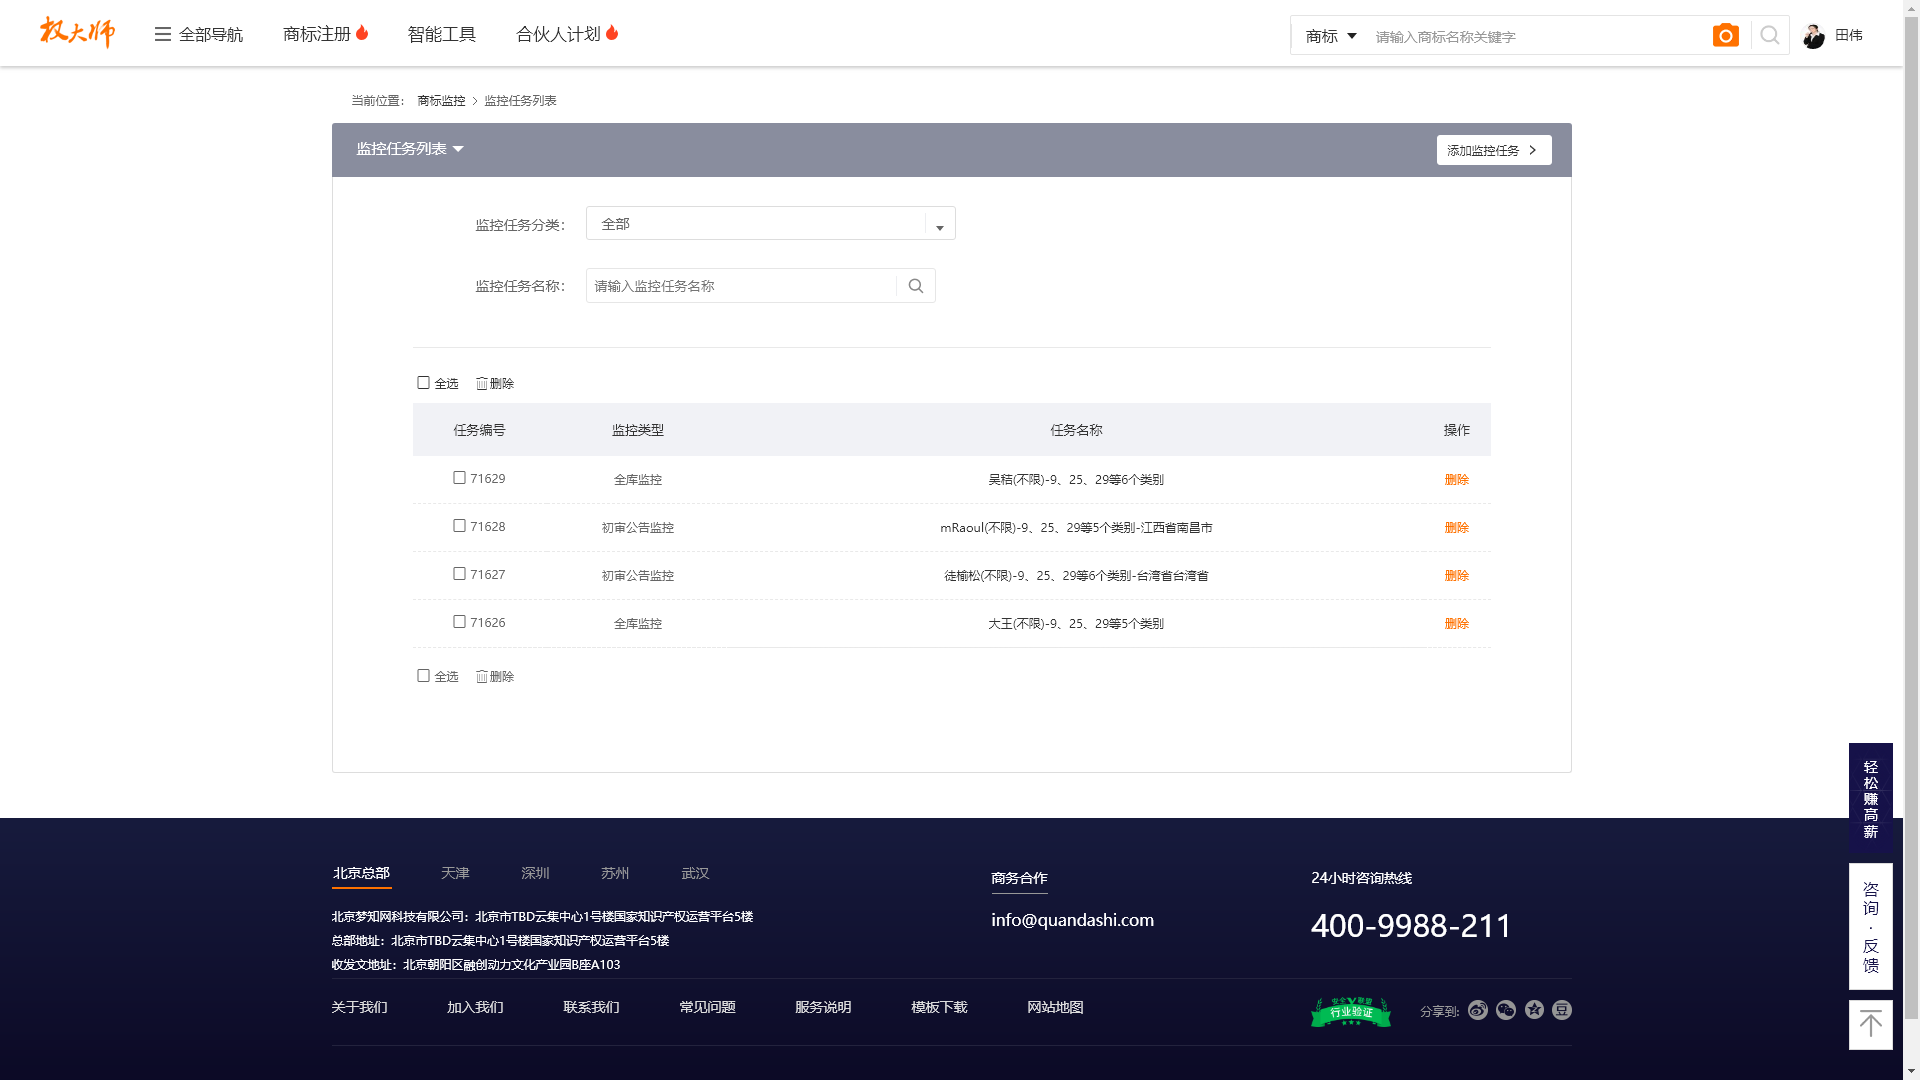 权大师
全部导航
商标注册
智能工具
合伙人计划
商标
请输入商标名称关键字
田伟
当前位置： 商标监控 > 监控任务列表
监控任务列表
添加监控任务 >
监控任务分类： 全部
监控任务名称： 请输入监控任务名称
全选 删除
任务编号 监控类型 任务名称 操作
71629 全库监控 吴秸(不限)-9、25、29等6个类别 删除
71628 初审公告监控 mRaoul(不限)-9、25、29等5个类别-江西省南昌市 删除
71627 初审公告监控 徒榆松(不限)-9、25、29等6个类别-台湾省台湾省 删除
71626 全库监控 大王(不限)-9、25、29等5个类别 删除
全选 删除
轻松赚高薪
咨询·反馈
北京总部 天津 深圳 苏州 武汉
北京梦知网科技有限公司：北京市TBD云集中心1号楼国家知识产权运营平台5楼
总部地址：北京市TBD云集中心1号楼国家知识产权运营平台5楼
收发文地址：北京朝阳区融创动力文化产业园B座A103
商务合作
info@quandashi.com
24小时咨询热线
400-9988-211
关于我们 加入我们 联系我们 常见问题 服务说明 模板下载 网站地图
安全联盟
行业验证
分享到:
豆